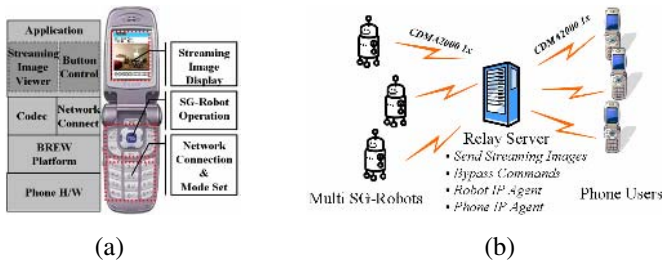 Application
Streaming
Image
Viewer
Button
Control
Codec
Network
Connect
BREW
Platform
Phone H/W
Streaming
Image
Display
SG-Robot
Operation
Network
Connection
&
Mode Set
(a)
CDMA2000 1x
CDMA2000 1x
Relay Server
• Send Streaming Images
• Bypass Commands
• Robot IP Agent
• Phone IP Agent
Multi SG-Robots
Phone Users
(b)